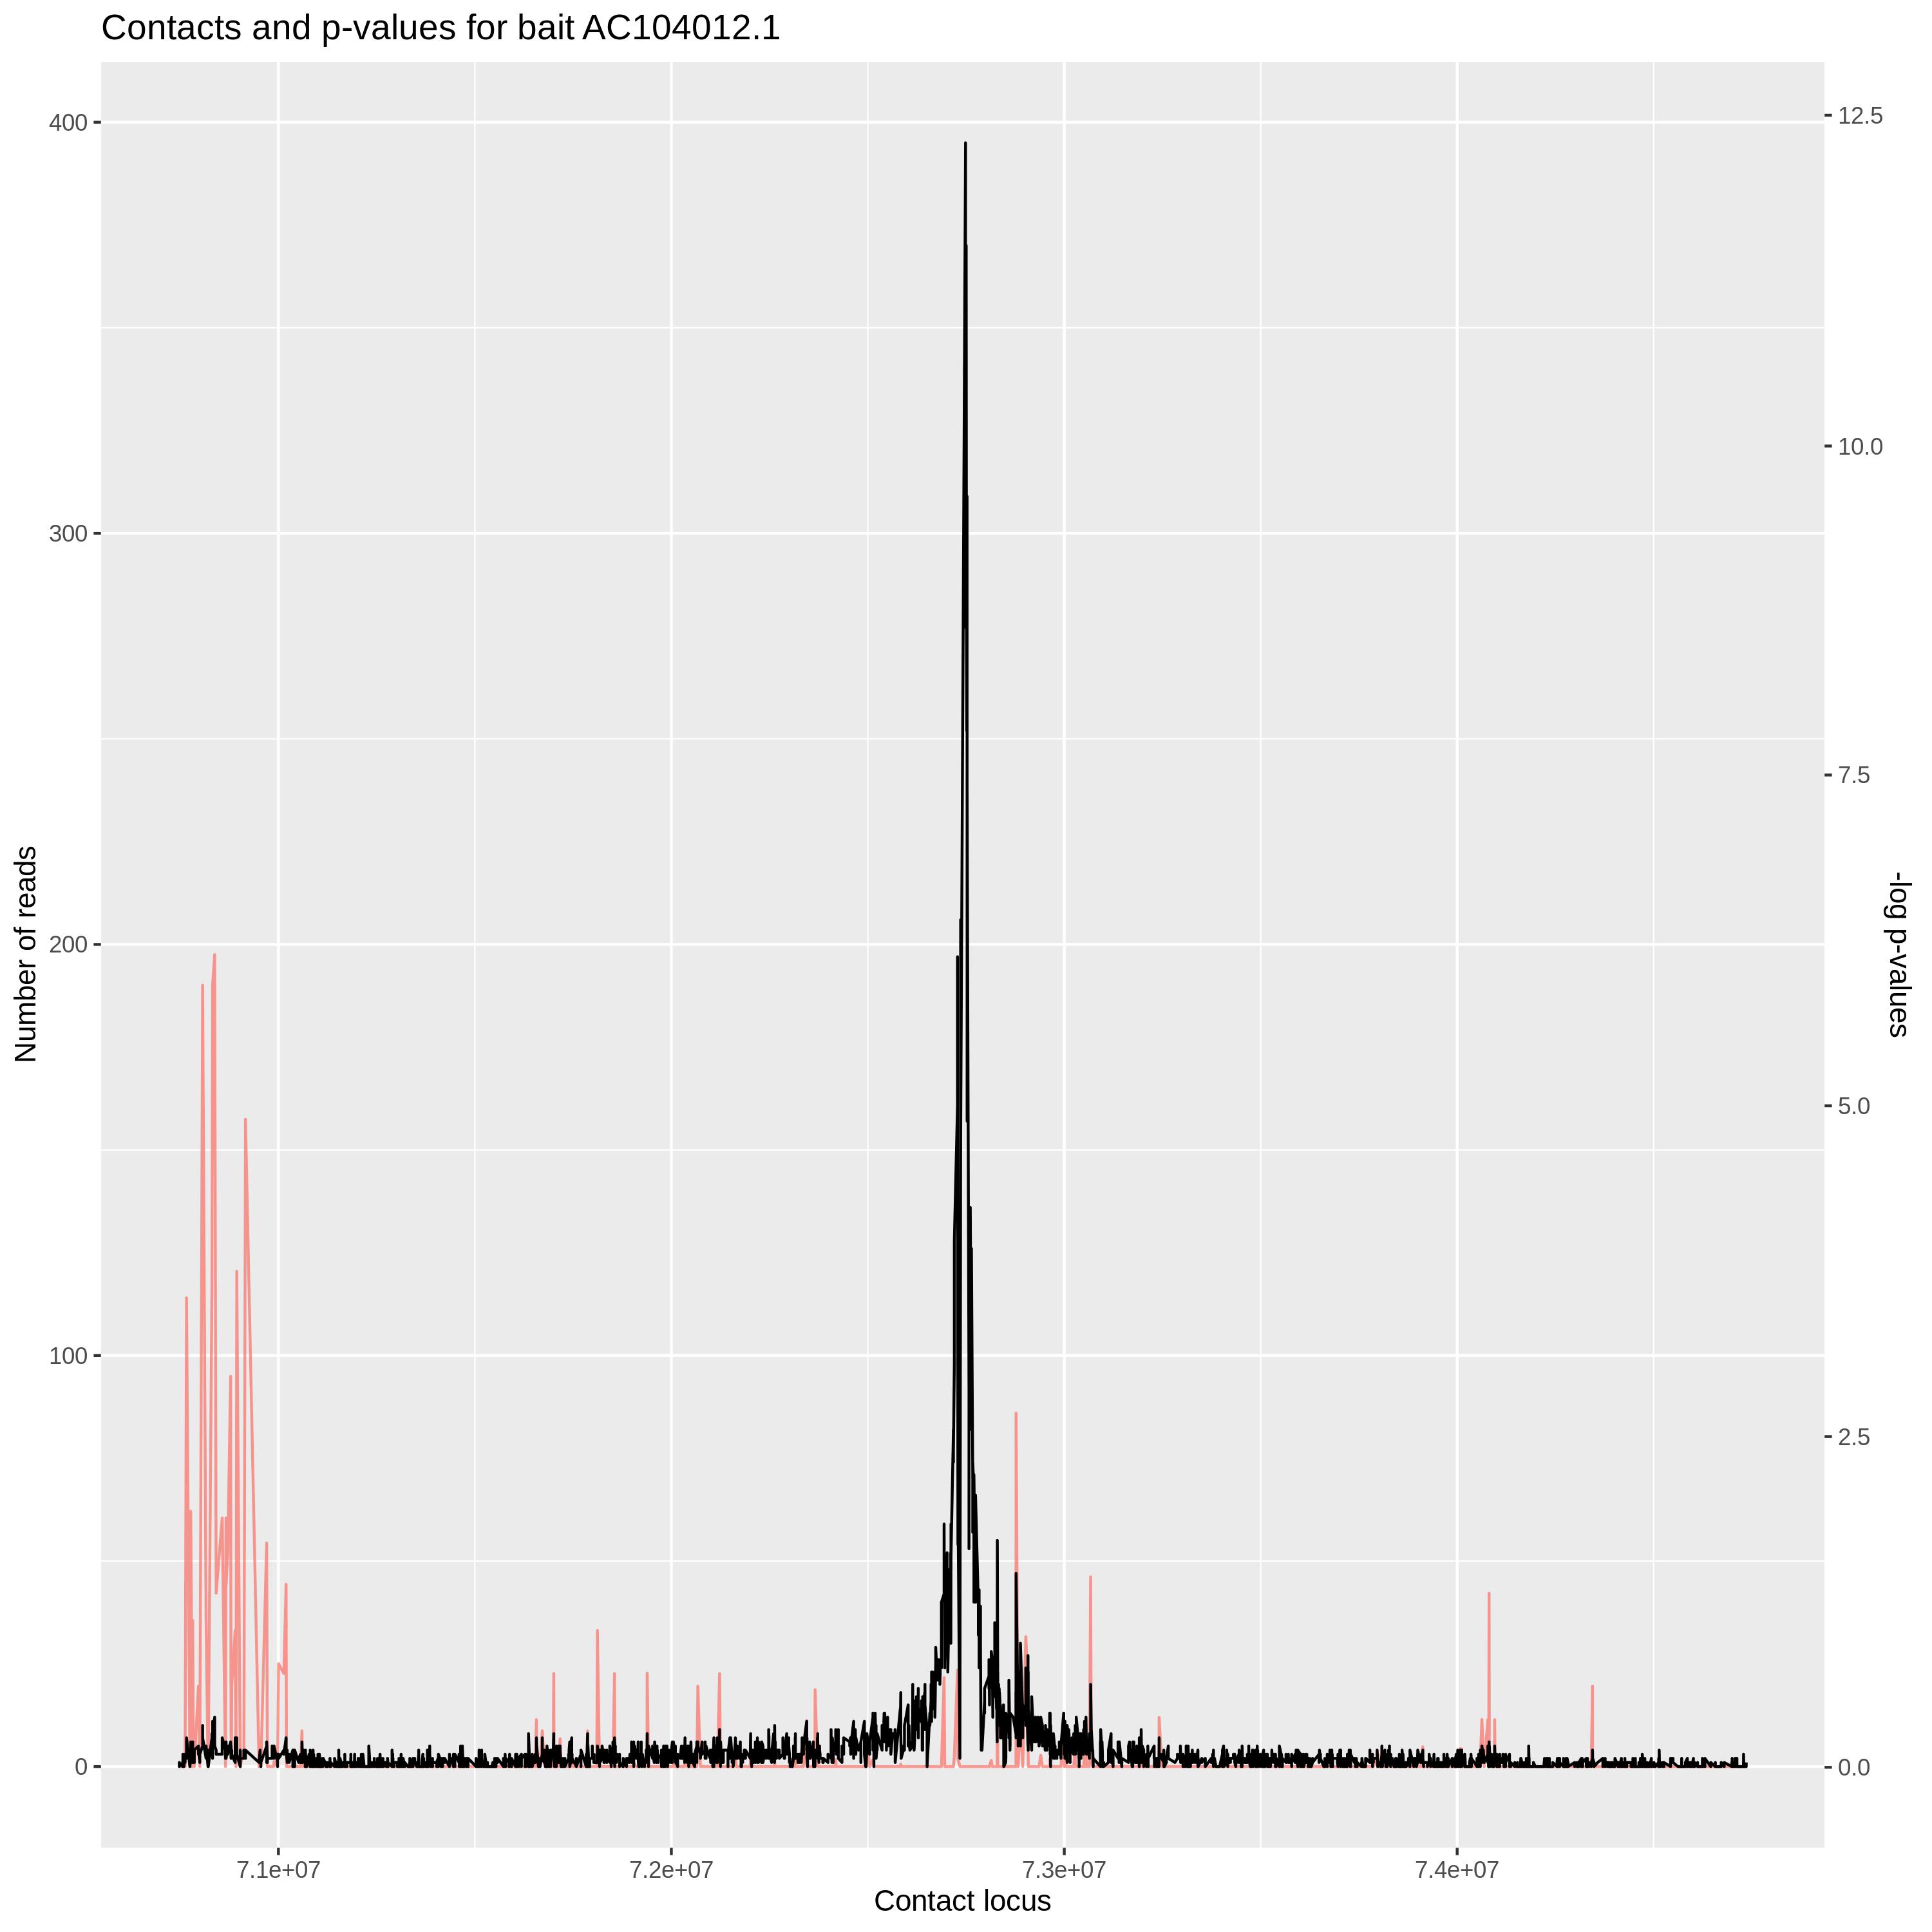 Contacts and p-values for bait AC104012.1
400
300
200
100
0
Number of reads
12.5
10.0
7.5
5.0
2.5
0.0
-log p-values
7.1e+07 7.2e+07 7.3e+07 7.4e+07
Contact locus